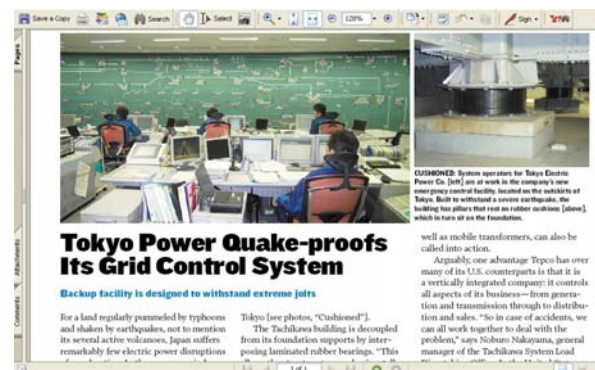 Save a Copy
Search
Select
128%
Sign
Pages
Attachments
Comments
CUSHIONED: System operators for Tokyo Electric
Power Co. [left] are at work in the company's new
emergency control facility, located on the outskirts of
Tokyo. Built to withstand a severe earthquake, the
building has pillars that rest on rubber cushions [above],
which in turn sit on the foundation.
Tokyo Power Quake-proofs
Its Grid Control System
Backup facility is designed to withstand extreme jolts
For a land regularly pummeled by typhoons
and shaken by earthquakes, not to mention
its several active volcanoes, Japan suffers
remarkably few electric power disruptions
Tokyo [see photos, "Cushioned"].
The Tachikawa building is decoupled
from its foundation supports by inter-
posing laminated rubber bearings. "This
well as mobile transformers, can also be
called into action.
Arguably, one advantage Tepco has over
many of its U.S. counterparts is that it is
a vertically integrated company: it controls
all aspects of its business—from genera-
tion and transmission through to distribu-
tion and sales. "So in case of accidents, we
can all work together to deal with the
problem," says Noboru Nakayama, general
manager of the Tachikawa System Load
1 of 1